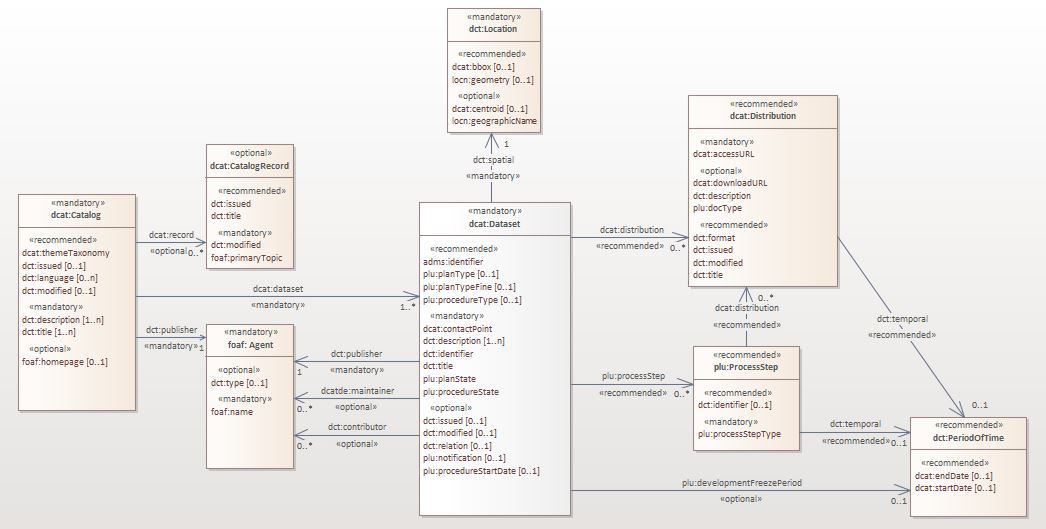 «mandatory»
dct:Location
«recommended»
dcat:bbox [0..1]
locn:geometry [0..1]
«optional»
dcat:centroid [0..1]
locn:geographicName
1
dct:spatial
«mandatory»
«optional»
dcat:CatalogRecord
«recommended»
dct:issued
dct:title
«mandatory»
dct:modified
foaf:primaryTopic
«mandatory»
dcat:Catalog
«recommended»
dcat:themeTaxonomy
dct:issued [0..1]
dct:language [0..n]
dct:modified [0..1]
«mandatory»
dct:description [1..n]
dct:title [1..n]
«optional»
foaf:homepage [0..1]
dcat:record
«optional»
0..*
dcat:dataset
«mandatory»
1..*
dct:publisher
«mandatory»
1
«mandatory»
foaf: Agent
«optional»
dct:type [0..1]
«mandatory»
foaf:name
dct:publisher
1
«mandatory»
dcatde:maintainer
0..*
«optional»
dct:contributor
0..*
«optional»
«mandatory»
dcat:Dataset
«recommended»
adms:identifier
plu:planType [0..1]
plu:planTypeFine [0..1]
plu:procedureType [0..1]
«mandatory»
dcat:contactPoint
dct:description [1..n]
dct:identifier
dct:title
plu:planState
plu:procedureState
«optional»
dct:issued [0..1]
dct:modified [0..1]
dct:relation [0..1]
plu:notification [0..1]
plu:procedureStartDate [0..1]
dcat:distribution
«recommended»
0..*
«recommended»
dcat:Distribution
«mandatory»
dcat:accessURL
«optional»
dcat:downloadURL
dct:description
plu:docType
«recommended»
dct:format
dct:issued
dct:modified
dct:title
0..*
dcat:distribution
«recommended»
dct:temporal
«recommended»
0..1
plu:processStep
«recommended»
0..*
«recommended»
plu:ProcessStep
«recommended»
dct:identifier [0..1]
«mandatory»
plu:processStepType
dct:temporal
«recommended»
0..1
«recommended»
dct:PeriodOfTime
«recommended»
dcat:endDate [0..1]
dcat:startDate [0..1]
plu:developmentFreezePeriod
«optional»
0..1